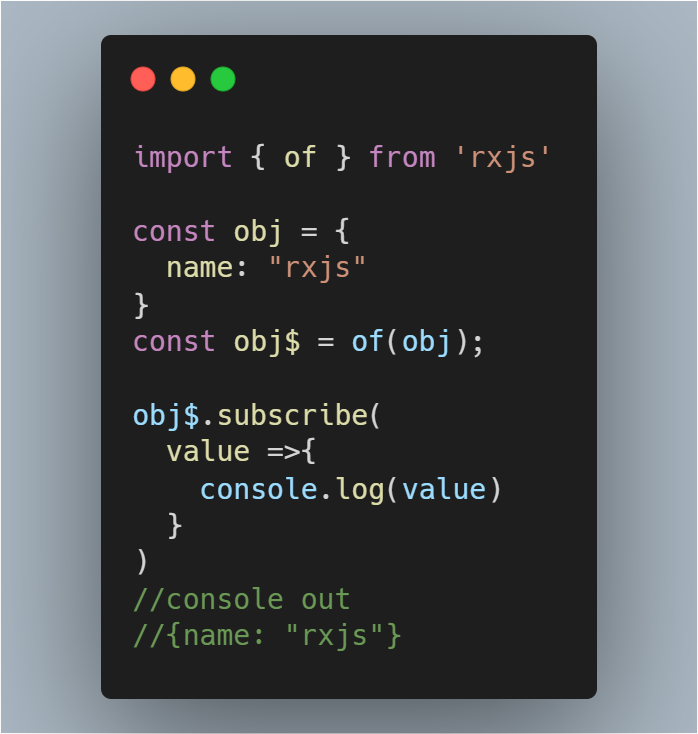 import { of } from 'rxjs'
const obj = {
  name: "rxjs"
}
const obj$ = of(obj);
obj$.subscribe(
  value =>{
    console.log(value)
  }
)
//console out
//{name: "rxjs"}